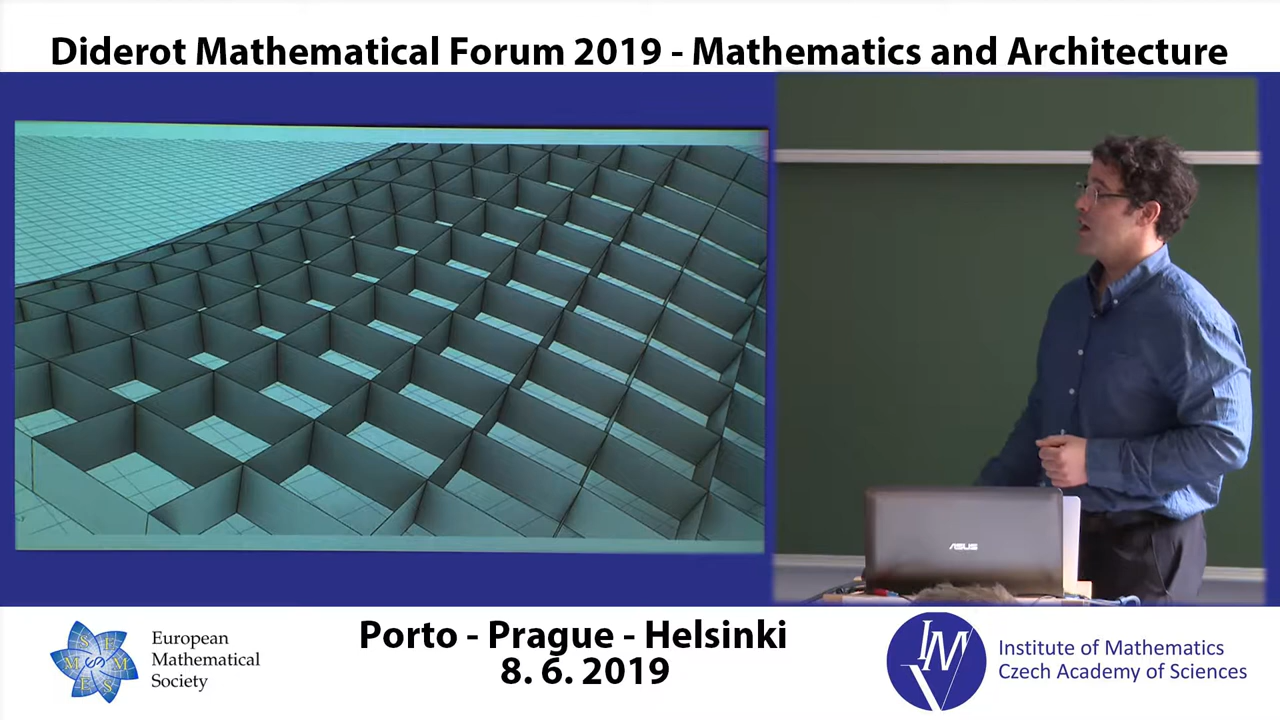 Diderot Mathematical Forum 2019 - Mathematics and Architecture
ASUS
European
Mathematical
Society
Porto - Prague - Helsinki
8. 6. 2019
IM
Institute of Mathematics
Czech Academy of Sciences